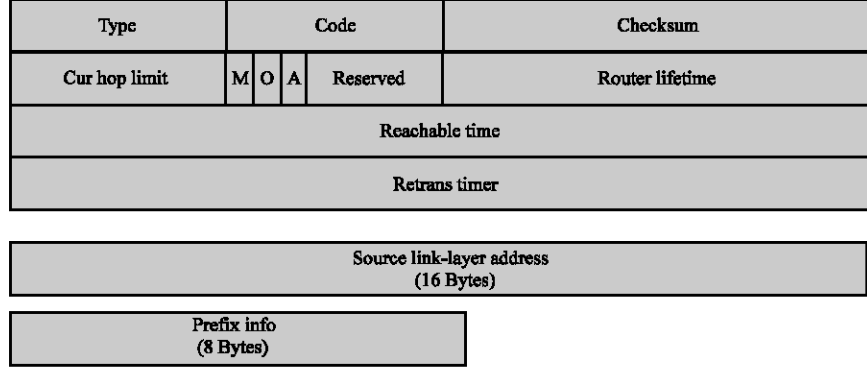 Type Code Checksum
Cur hop limit M O A Reserved Router lifetime
Reachable time
Retrans timer
Source link-layer address
(16 Bytes)
Prefix info
(8 Bytes)